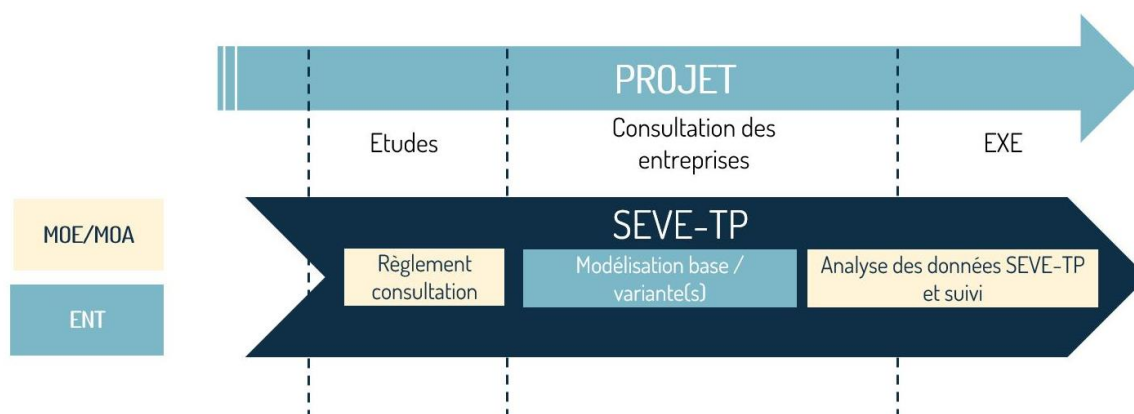 PROJET
Etudes
Consultation des
entreprises
EXE
MOE/MOA
ENT
SEVE-TP
Règlement
consultation
Modélisation base /
variante(s)
Analyse des données SEVE-TP
et suivi